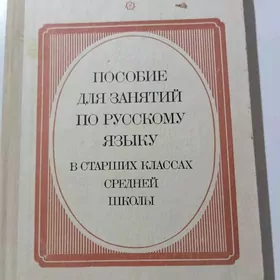 ПОСОБИЕ
ДЛЯ ЗАНЯТИЙ
ПО РУССКОМУ
ЯЗЫКУ
В СТАРШИХ КЛАССАХ
СРЕДНЕЙ
ШКОЛЫ